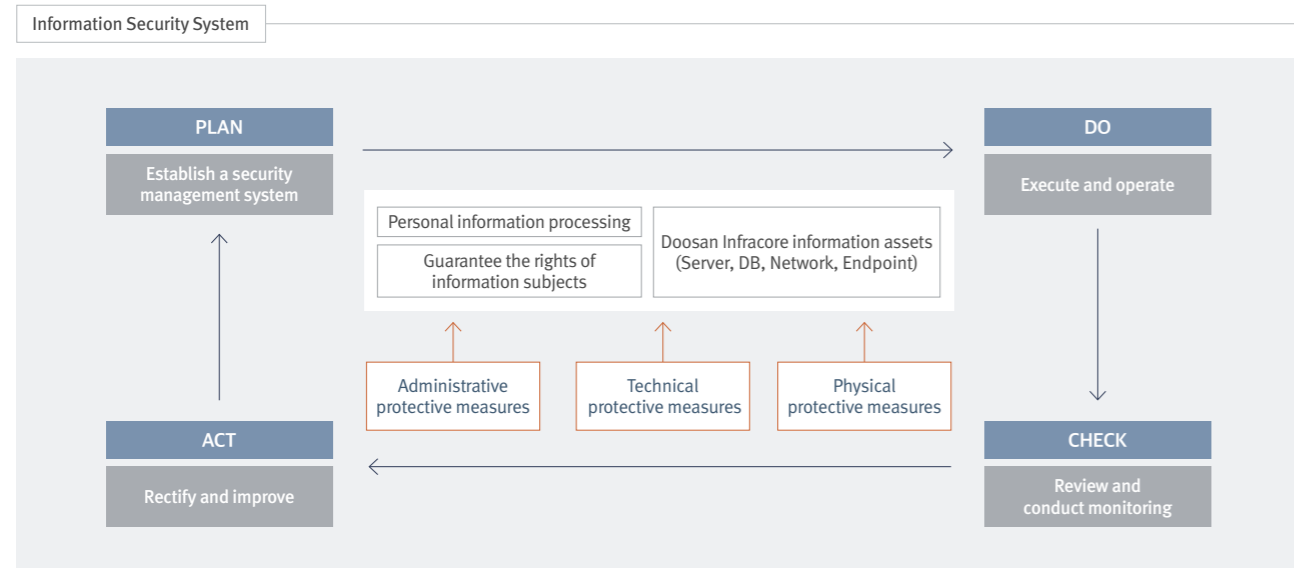 Information Security System
PLAN
Establish a security
management system
DO
Execute and operate
Personal information processing
Guarantee the rights of
information subjects
Doosan Infracore information assets
(Server, DB, Network, Endpoint)
Administrative
protective measures
Technical
protective measures
Physical
protective measures
ACT
Rectify and improve
CHECK
Review and
conduct monitoring